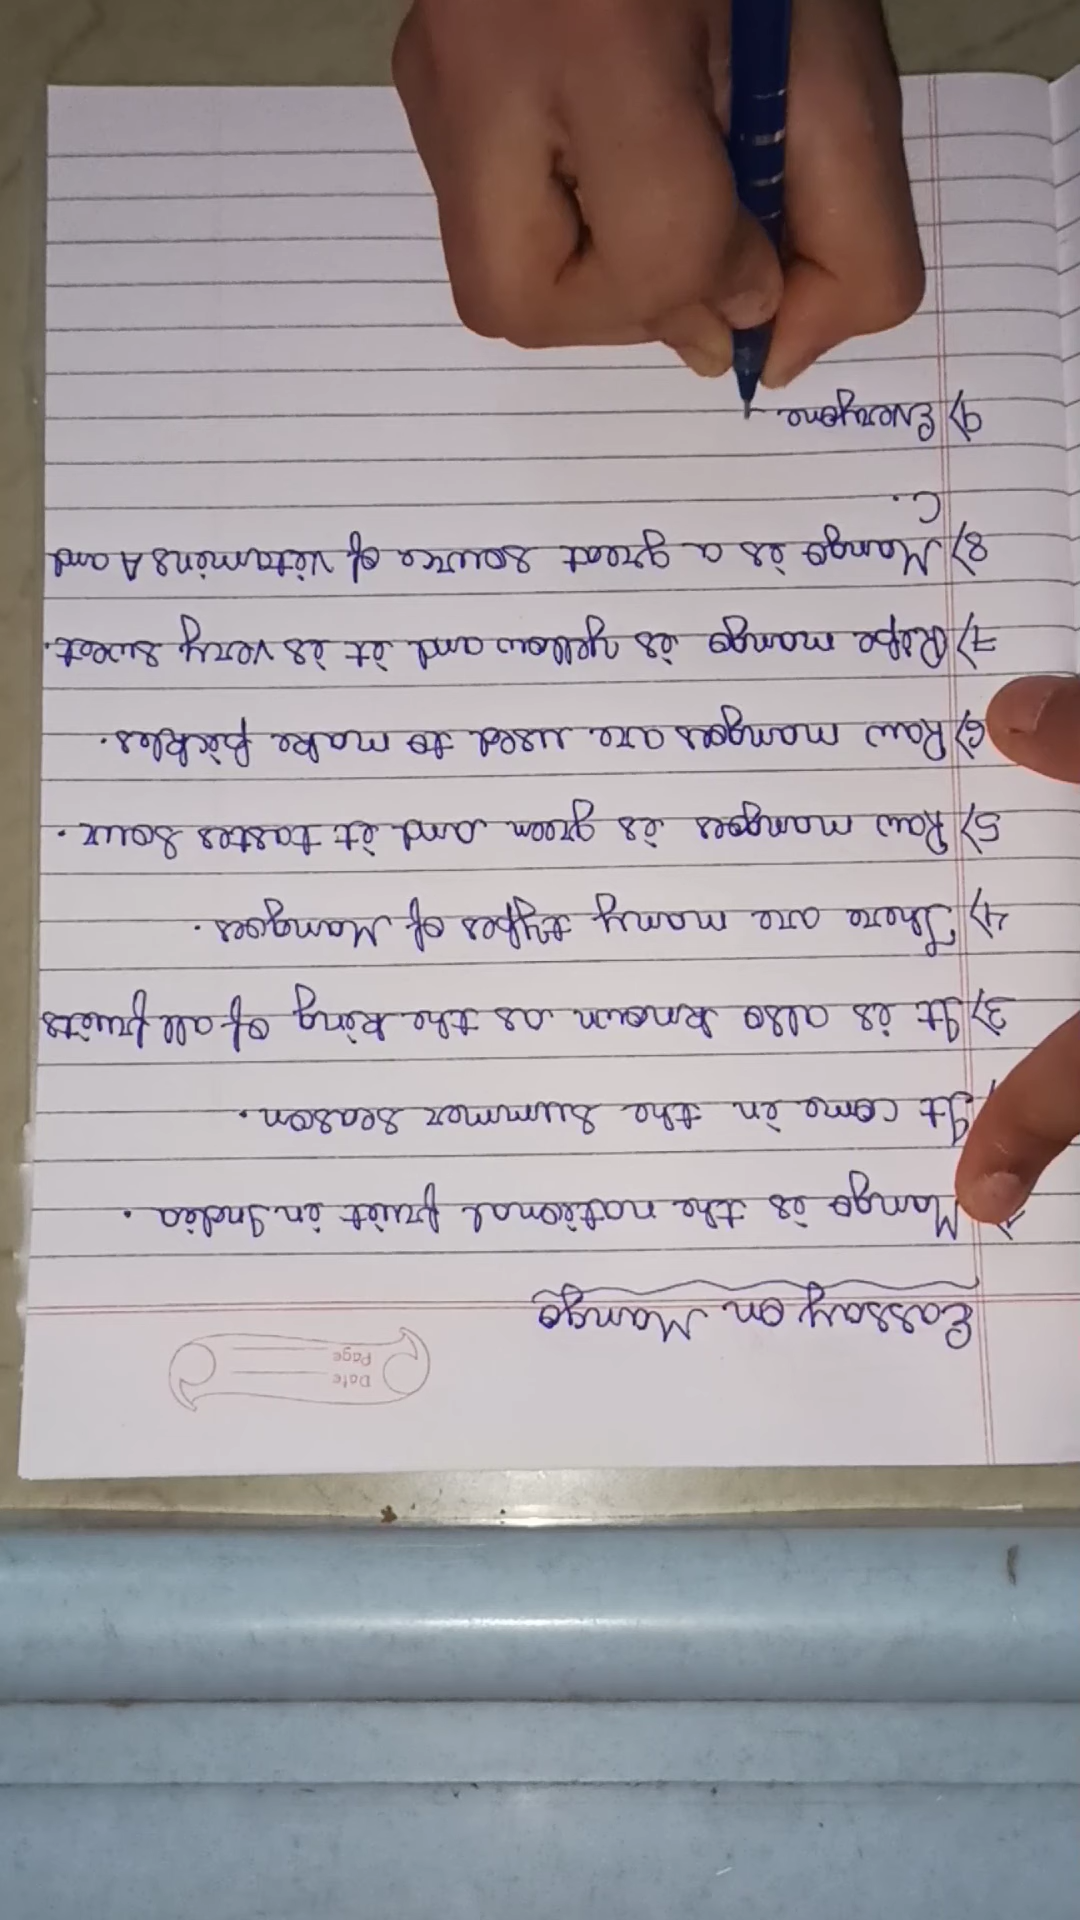 Date
Page
Eassay on Mango
1) Mango is the national fruit in India.
It come in the summer season.
3) It is also known as the king of all fruits
4) There are many types of Mangoes.
5) Raw mangoes is green and it tastes sour.
6) Raw mangoes are used to make pickles.
7) Ripe mango is yellow and it is very sweet.
8) Mango is a great source of vitamins A and
C.
9) Everyone